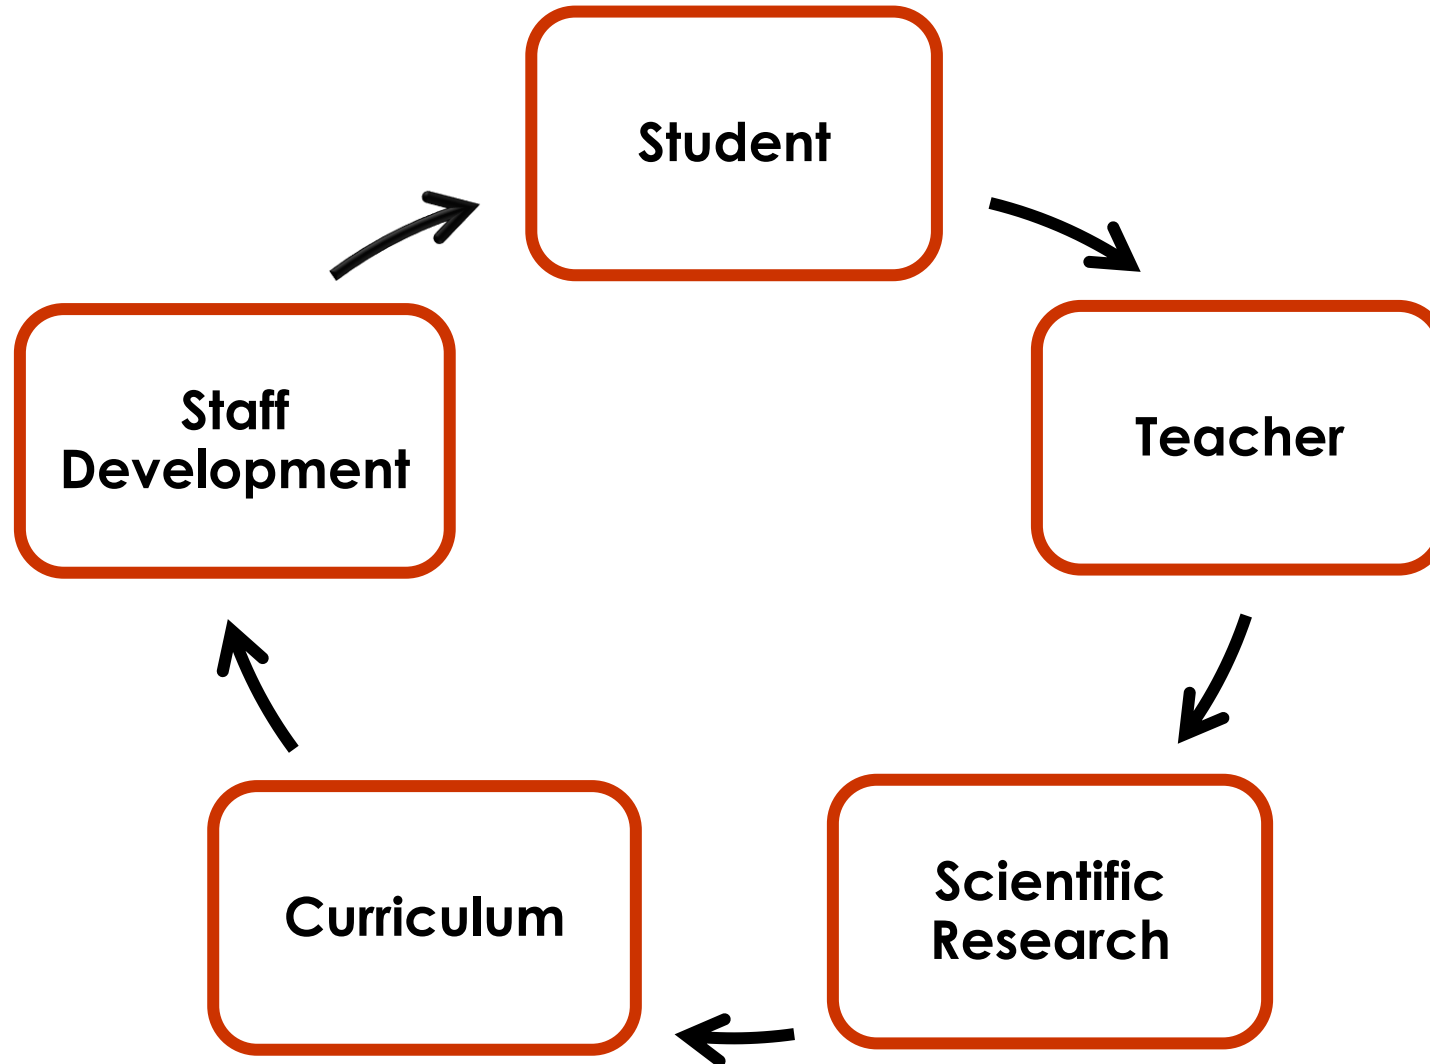 Student
Teacher
Scientific
Research
Curriculum
Staff
Development